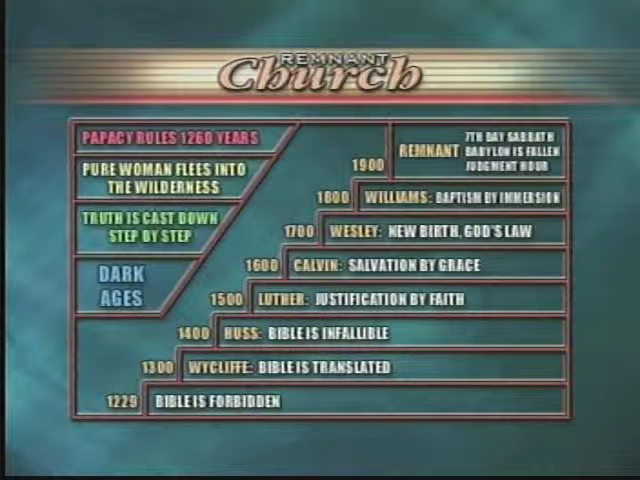 REMNANT
Church
PAPACY RULES 1260 YEARS
PURE WOMAN FLEES INTO
THE WILDERNESS
TRUTH IS CAST DOWN
STEP BY STEP
DARK
AGES
1900 REMNANT 7TH DAY SABBATH
BABYLON IS FALLEN
JUDGMENT HOUR
1800 WILLIAMS: BAPTISM BY IMMERSION
1700 WESLEY: NEW BIRTH, GOD'S LAW
1600 CALVIN: SALVATION BY GRACE
1500 LUTHER: JUSTIFICATION BY FAITH
1400 HUSS: BIBLE IS INFALLIBLE
1300 WYCLIFFE: BIBLE IS TRANSLATED
1229 BIBLE IS FORBIDDEN